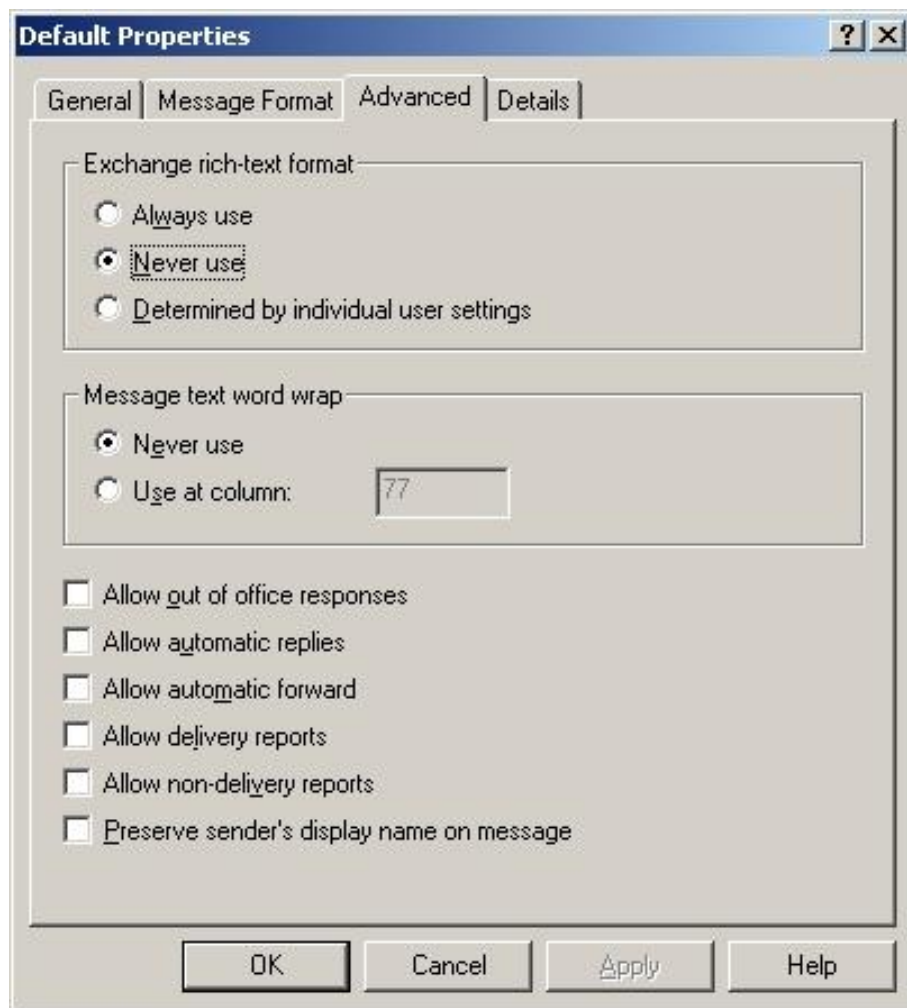 Default Properties
General Message Format Advanced Details
Exchange rich-text format
Always use
Never use
Determined by individual user settings
Message text word wrap
Never use
Use at column: 77
Allow out of office responses
Allow automatic replies
Allow automatic forward
Allow delivery reports
Allow non-delivery reports
Preserve sender's display name on message
OK Cancel Apply Help